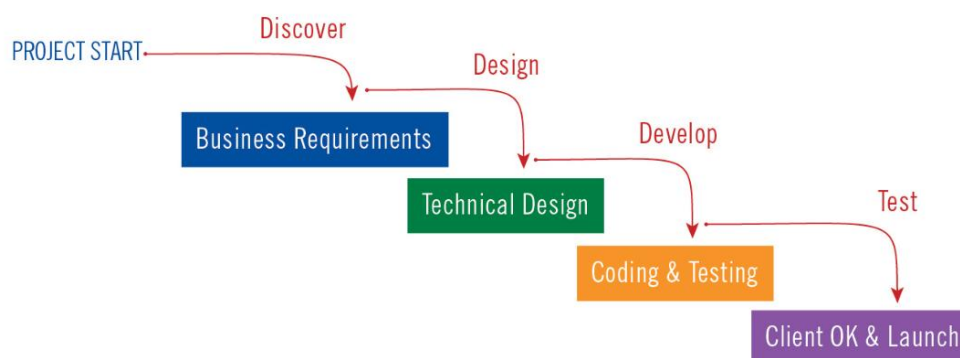 PROJECT START
Discover
Business Requirements
Design
Technical Design
Develop
Coding & Testing
Test
Client OK & Launch